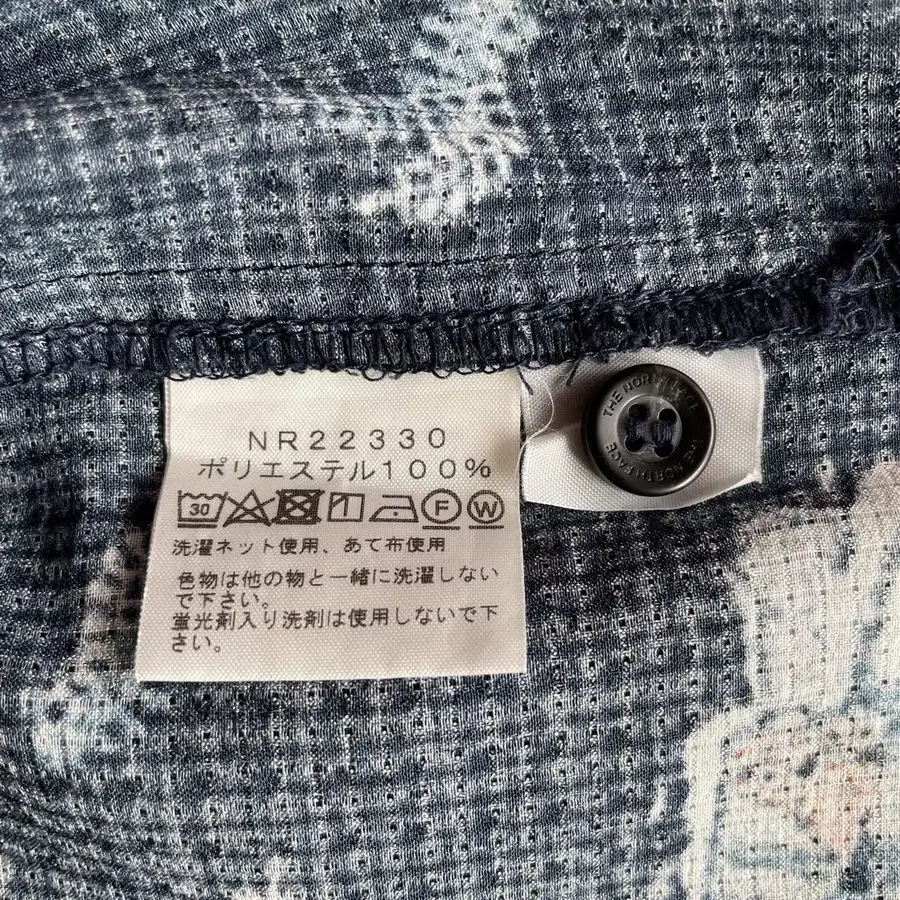 NR22330
ポリエステル100%
30 F W
洗濯ネット使用、あて布使用
色物は他の物と一緒に洗濯しない
で下さい。
蛍光剤入り洗剤は使用しないで下
さい。
THE NORTH FACE
THE NORTH FACE